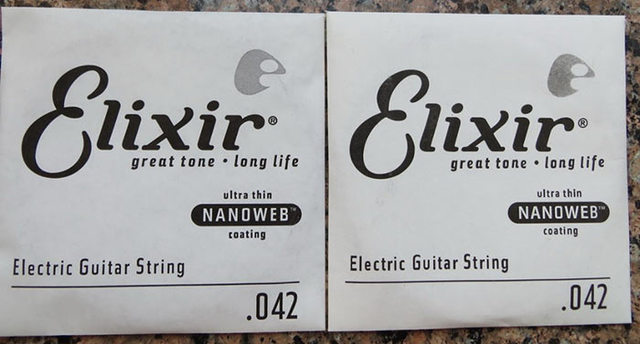 Elixir®
great tone • long life
ultra thin
NANOWEB™
coating
Electric Guitar String
.042
Elixir®
great tone • long life
ultra thin
NANOWEB™
coating
Electric Guitar String
.042